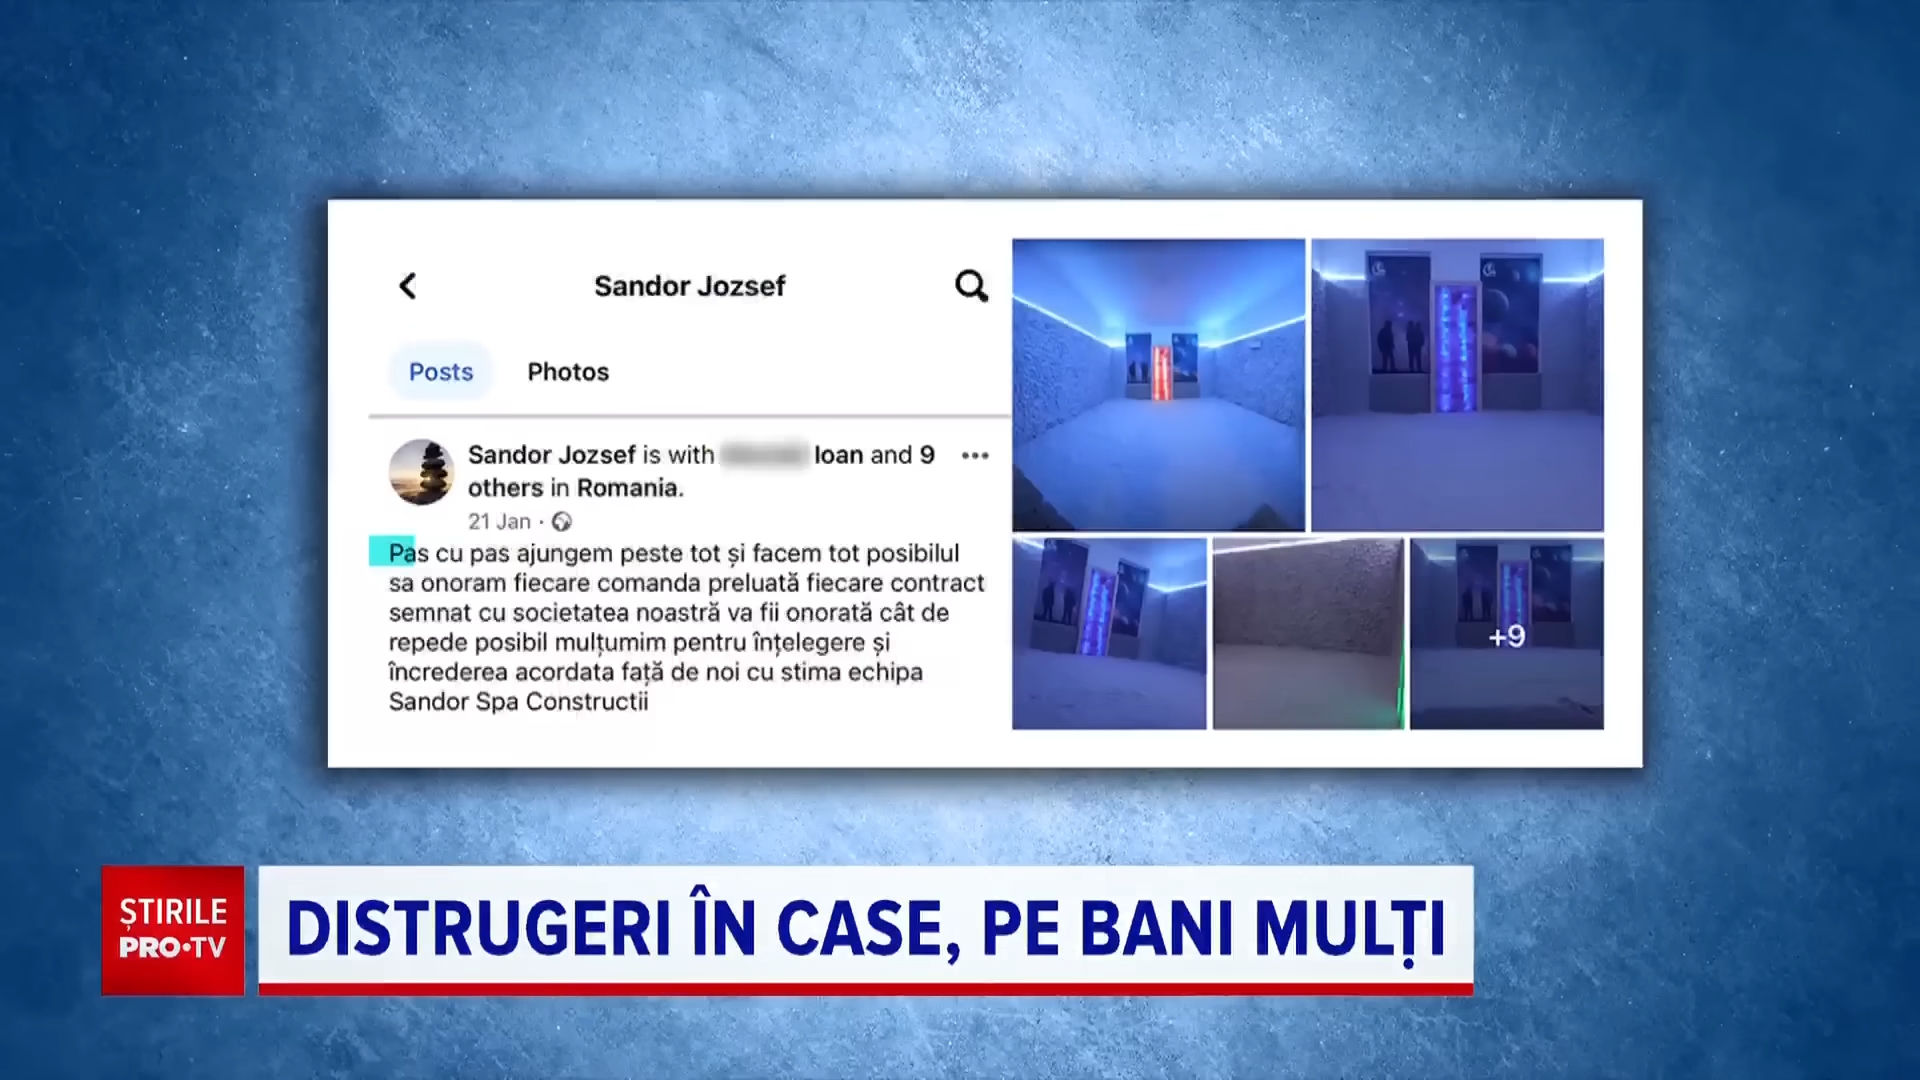 Sandor Jozsef
Posts
Photos
Sandor Jozsef is with Ioan and 9
others in Romania.
21 Jan ·
Pas cu pas ajungem peste tot și facem tot posibilul
sa onoram fiecare comanda preluată fiecare contract
semnat cu societatea noastră va fii onorată cât de
repede posibil mulțumim pentru înțelegere și
încrederea acordata față de noi cu stima echipa
Sandor Spa Constructii
+9
ȘTIRILE
PRO•TV
DISTRUGERI ÎN CASE, PE BANI MULȚI